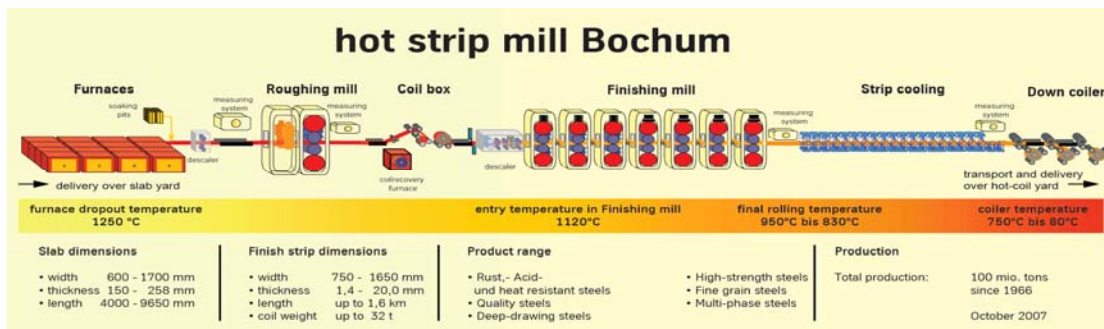 hot strip mill Bochum
Furnaces
Roughing mill
Coil box
Finishing mill
Strip cooling
Down coiler
soaking
pits
measuring
system
measuring
system
measuring
system
measuring
system
descaler
coilrecovery
furnace
descaler
delivery over slab yard
transport and delivery
over hot-coil yard
furnace dropout temperature
1250 °C
entry temperature in Finishing mill
1120°C
final rolling temperature
950°C bis 830°C
coiler temperature
750°C bis 80°C
Slab dimensions
• width 600 - 1700 mm
• thickness 150 - 258 mm
• length 4000 - 9650 mm
Finish strip dimensions
• width 750 - 1650 mm
• thickness 1,4 - 20,0 mm
• length up to 1,6 km
• coil weight up to 32 t
Product range
• Rust,- Acid-
und heat resistant steels
• Quality steels
• Deep-drawing steels
• High-strength steels
• Fine grain steels
• Multi-phase steels
Production
Total production: 100 mio. tons
since 1966
October 2007